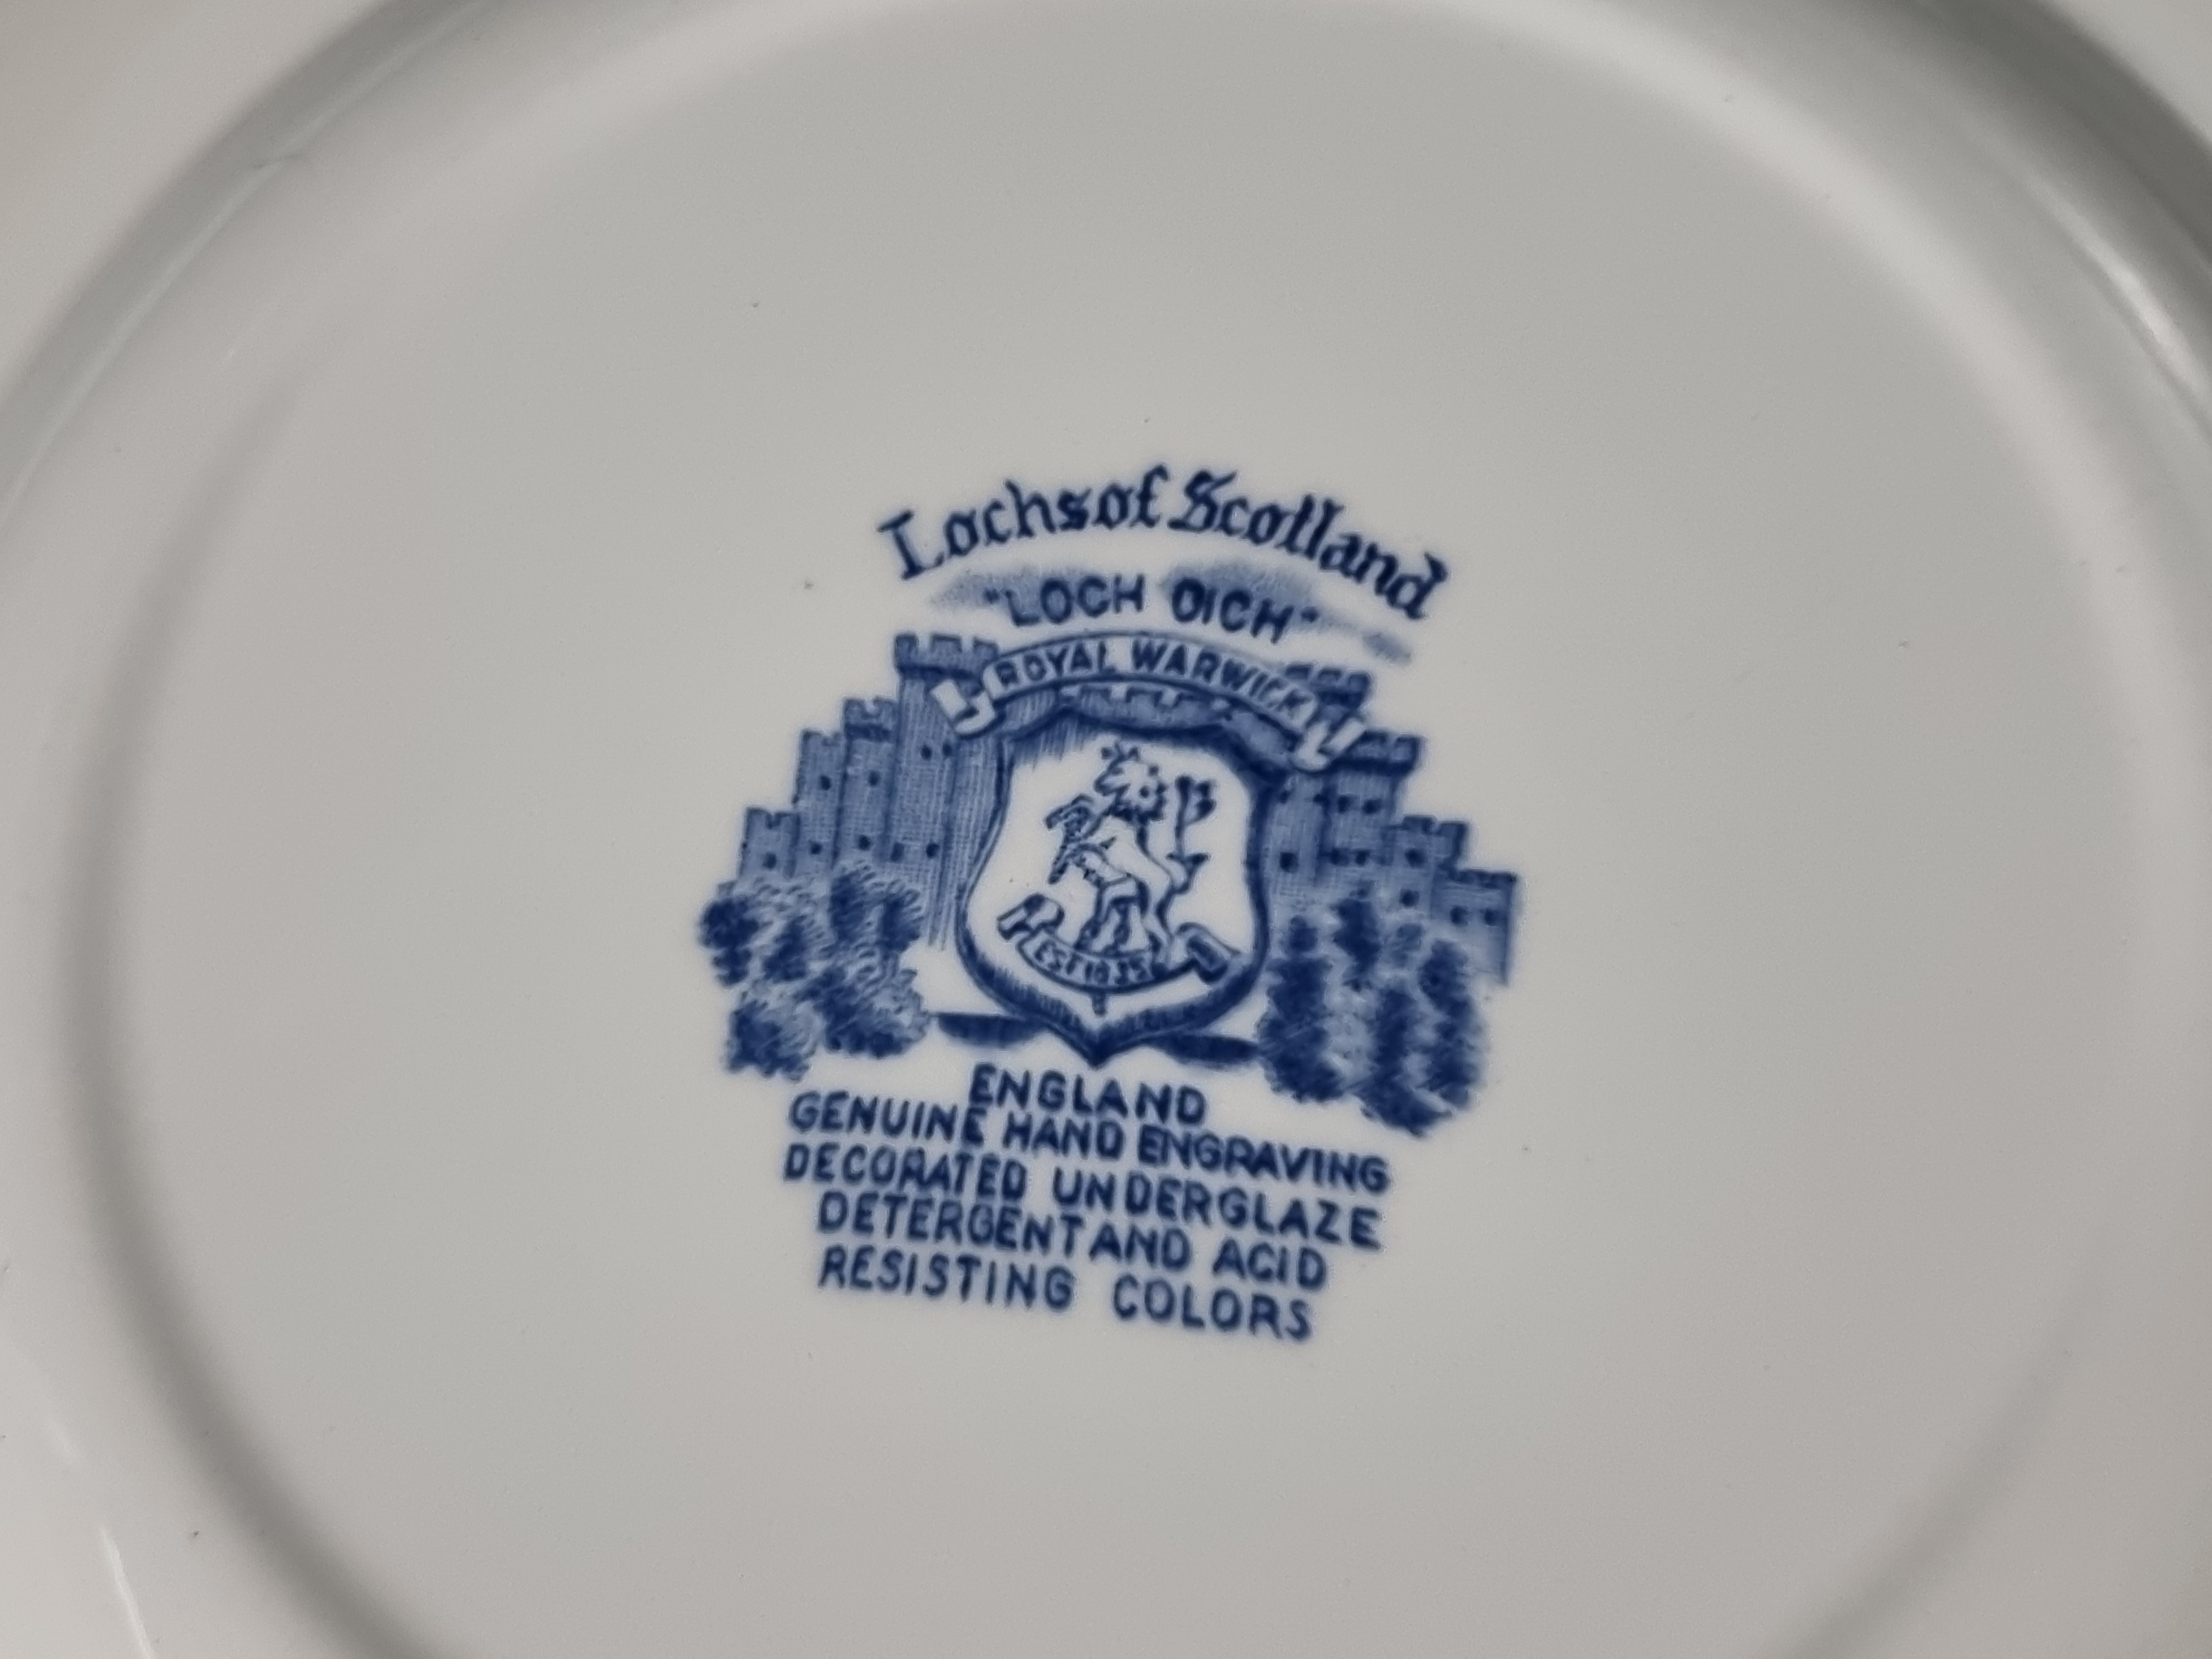 Lochs of Scotland
"LOCH OICH"
ROYAL WARWICK
EST 1835
ENGLAND
GENUINE HAND ENGRAVING
DECORATED UNDERGLAZE
DETERGENT AND ACID
RESISTING COLORS